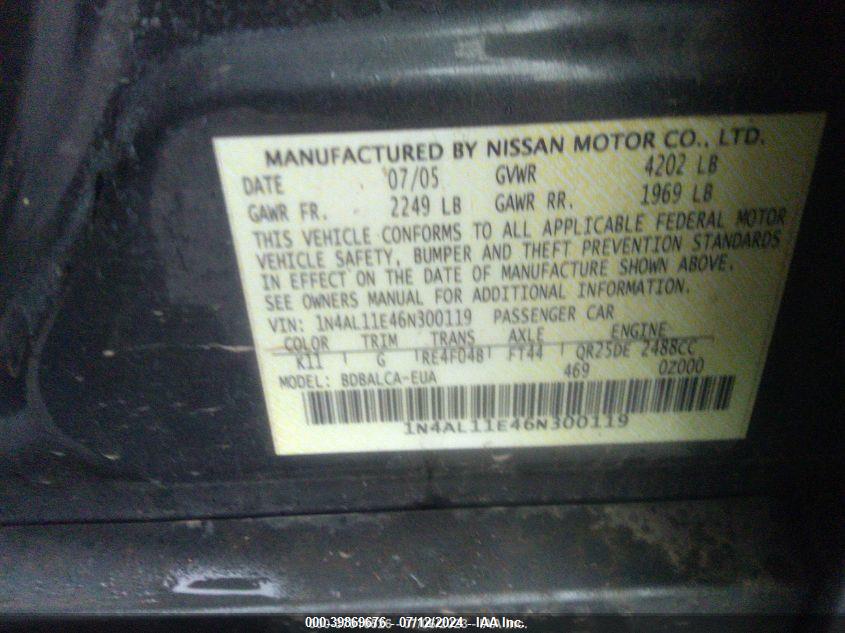 MANUFACTURED BY NISSAN MOTOR CO., LTD.
DATE 07/05 GVWR 4202 LB
GAWR FR. 2249 LB GAWR RR. 1969 LB
THIS VEHICLE CONFORMS TO ALL APPLICABLE FEDERAL MOTOR
VEHICLE SAFETY, BUMPER AND THEFT PREVENTION STANDARDS
IN EFFECT ON THE DATE OF MANUFACTURE SHOWN ABOVE.
SEE OWNERS MANUAL FOR ADDITIONAL INFORMATION.
VIN: 1N4AL11E46N300119 PASSENGER CAR
COLOR TRIM TRANS AXLE ENGINE
K11 G RE4F04B FT44 QR25DE 2488CC
MODEL: BDBALCA-EUA 469 0Z000
1N4AL11E46N300119
000-39869676 - 07/12/2024 - IAA Inc.